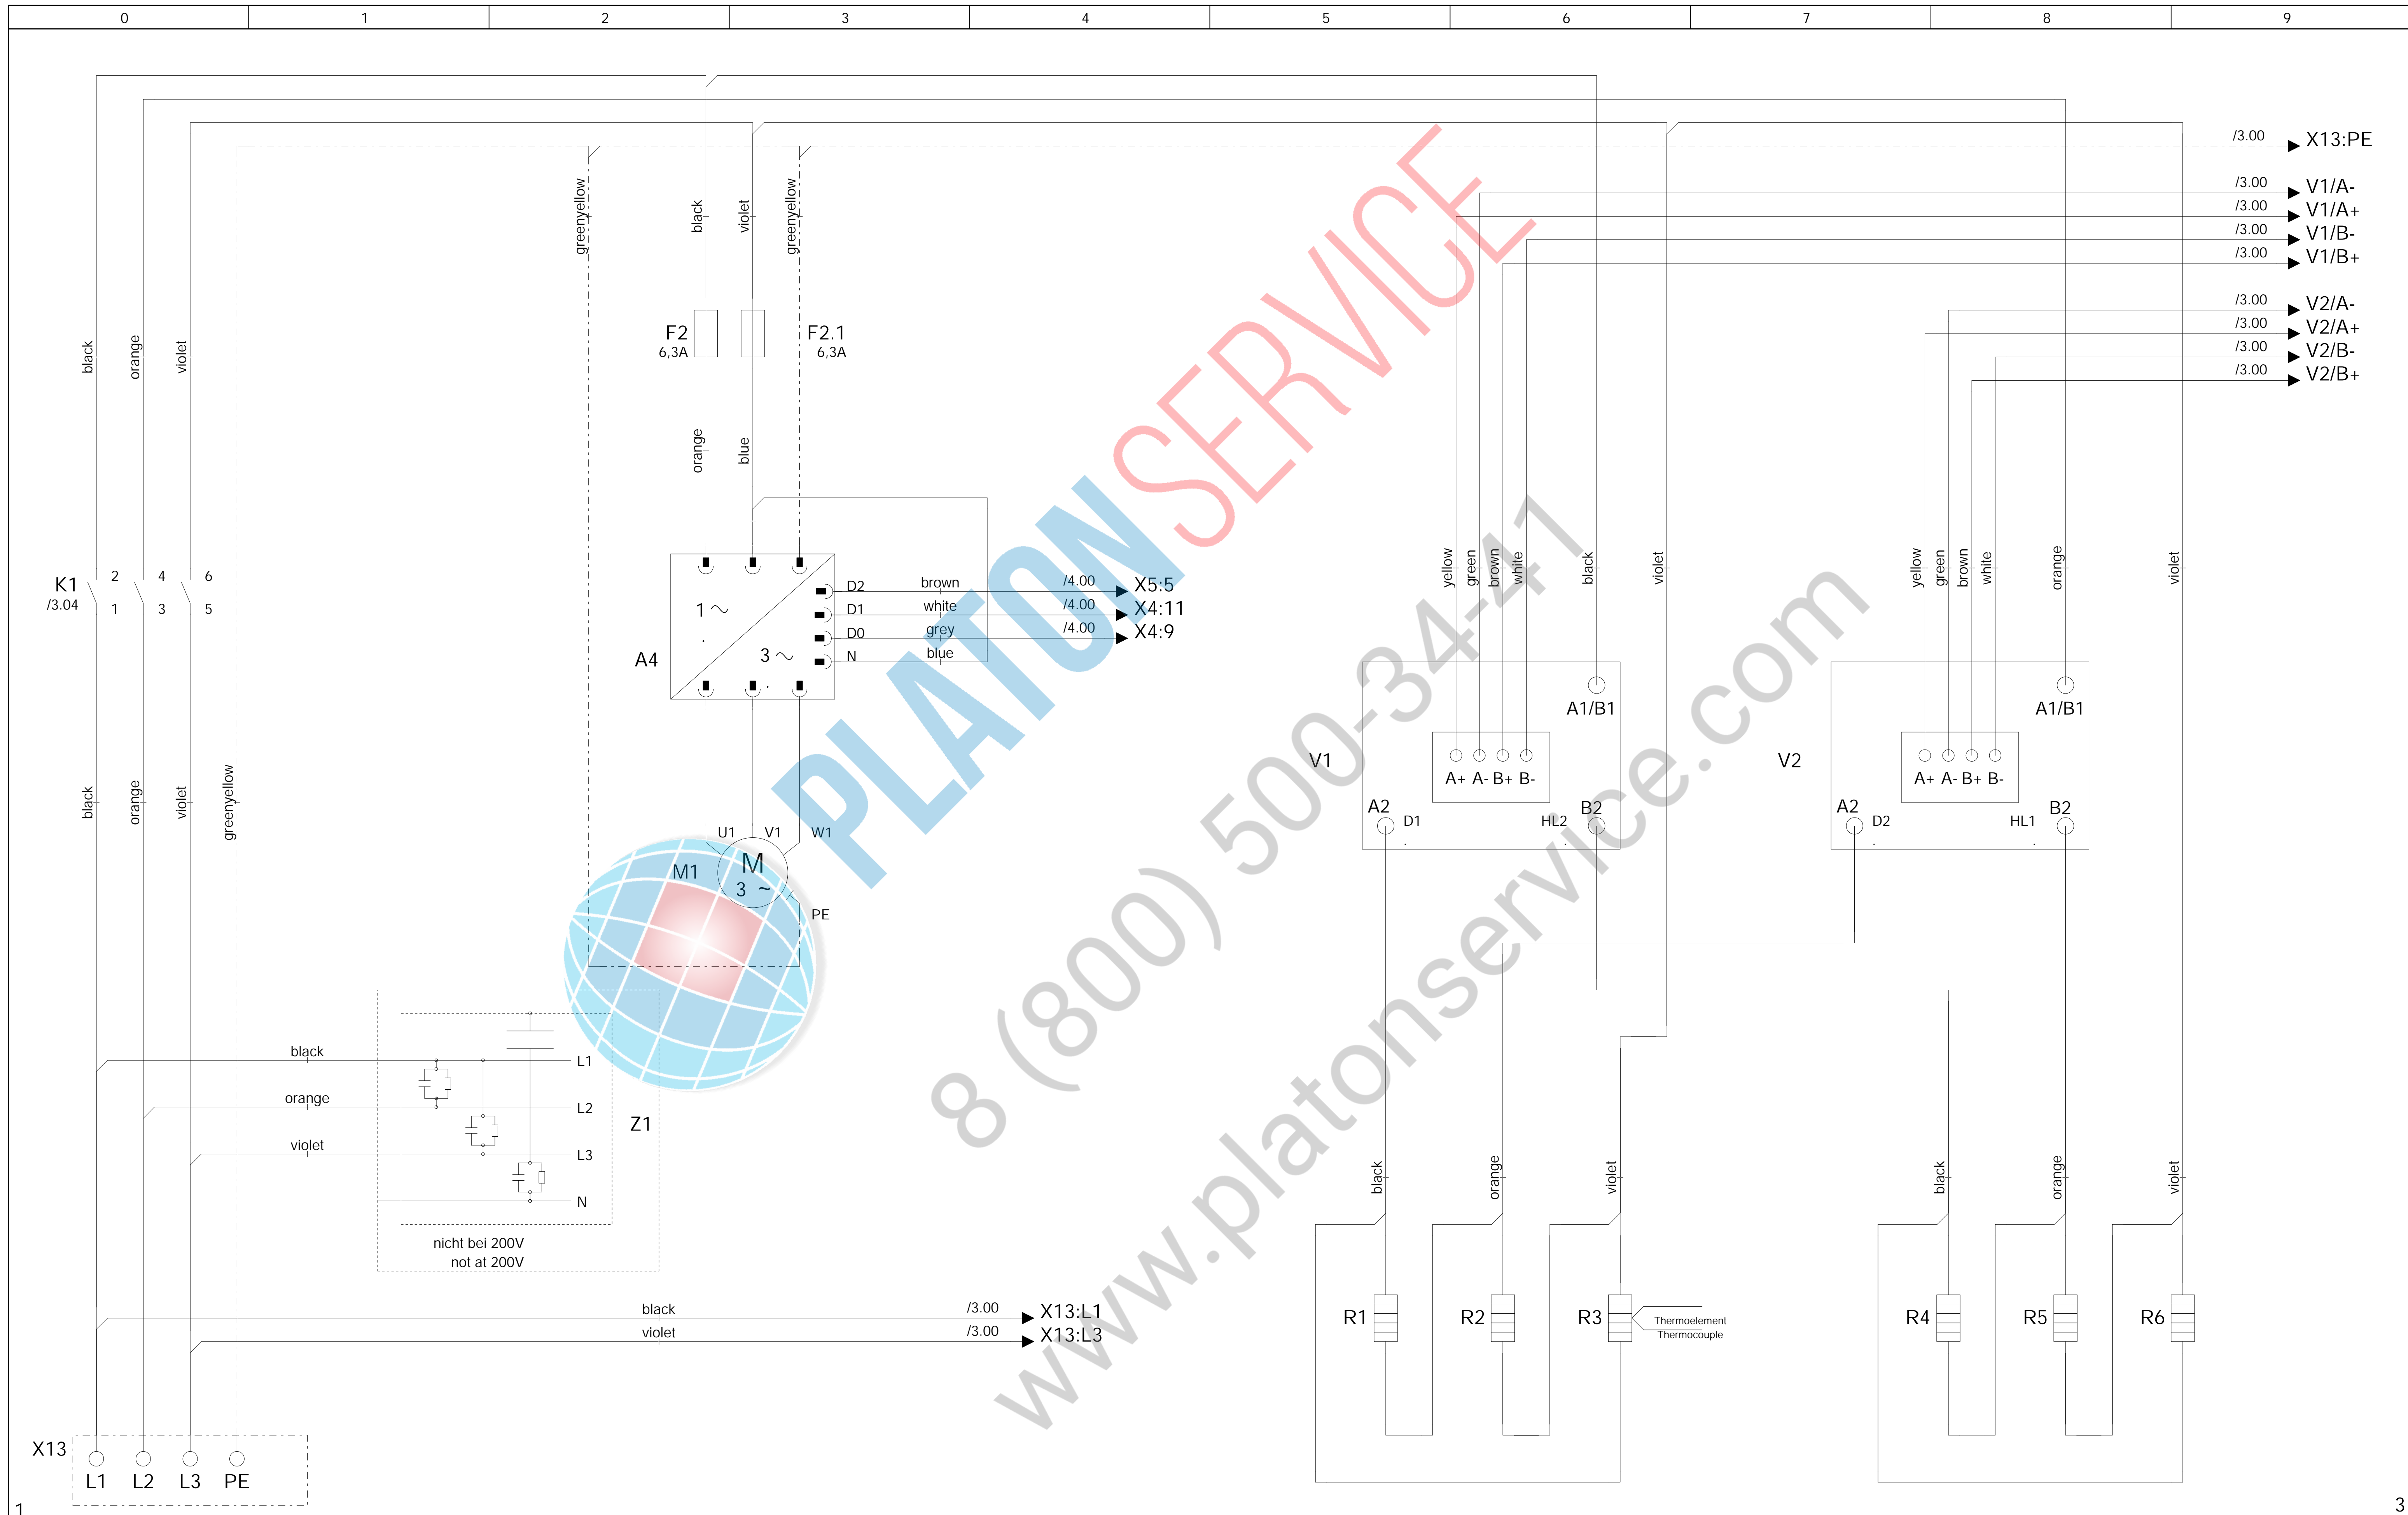 0 1 2 3 4 5 6 7 8 9
/3.00 X13:PE
/3.00 V1/A-
/3.00 V1/A+
/3.00 V1/B-
/3.00 V1/B+
/3.00 V2/A-
/3.00 V2/A+
/3.00 V2/B-
/3.00 V2/B+
greenyellow black violet greenyellow
black orange violet
F2 F2.1
6,3A 6,3A
orange blue
K1 2 4 6
/3.04 1 3 5
A4
1 ~
3 ~
D2 brown /4.00 X5:5
D1 white /4.00 X4:11
D0 grey /4.00 X4:9
N blue
yellow green brown white black violet
yellow green brown white orange violet
V1
A1/B1
A+ A- B+ B-
A2 D1 HL2 B2
V2
A1/B1
A+ A- B+ B-
A2 D2 HL1 B2
black orange violet greenyellow
U1 V1 W1
M1 M
3 ~
PE
black L1
orange L2
violet L3
N
Z1
nicht bei 200V
not at 200V
black /3.00 X13:L1
violet /3.00 X13:L3
black orange violet black orange violet
R1 R2 R3 R4 R5 R6
Thermoelement
Thermocouple
X13
L1 L2 L3 PE
1 3
PLATONSERVICE
8 (800) 500-34-41
www.platonservice.com